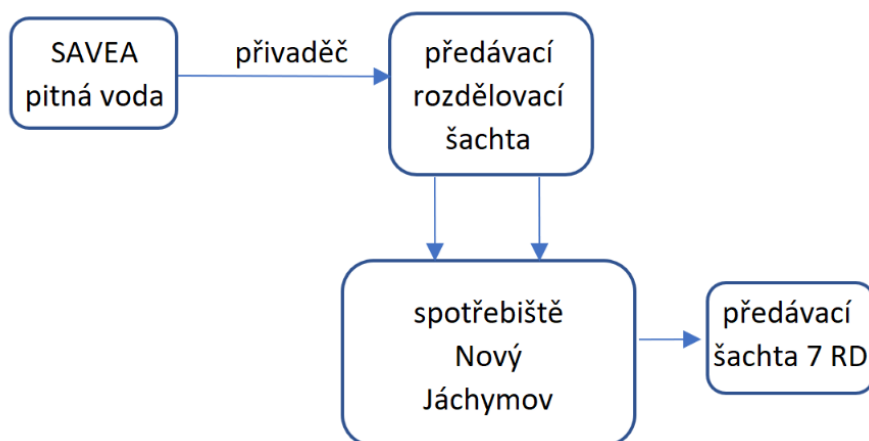 SAVEA
pitná voda
přivaděč
předávací
rozdělovací
šachta
spotřebiště
Nový
Jáchymov
předávací
šachta 7 RD